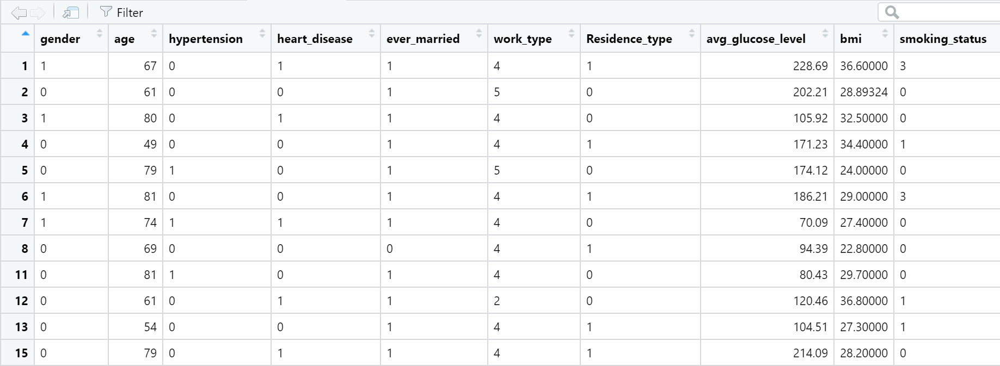 Filter
gender age hypertension heart_disease ever_married work_type Residence_type avg_glucose_level bmi smoking_status
1 1 67 0 1 1 4 1 228.69 36.60000 3
2 0 61 0 0 1 5 0 202.21 28.89324 0
3 1 80 0 1 1 4 0 105.92 32.50000 0
4 0 49 0 0 1 4 1 171.23 34.40000 1
5 0 79 1 0 1 5 0 174.12 24.00000 0
6 1 81 0 0 1 4 1 186.21 29.00000 3
7 1 74 1 1 1 4 0 70.09 27.40000 0
8 0 69 0 0 0 4 1 94.39 22.80000 0
11 0 81 1 0 1 4 0 80.43 29.70000 0
12 0 61 0 1 1 2 0 120.46 36.80000 1
13 0 54 0 0 1 4 1 104.51 27.30000 1
15 0 79 0 1 1 4 1 214.09 28.20000 0